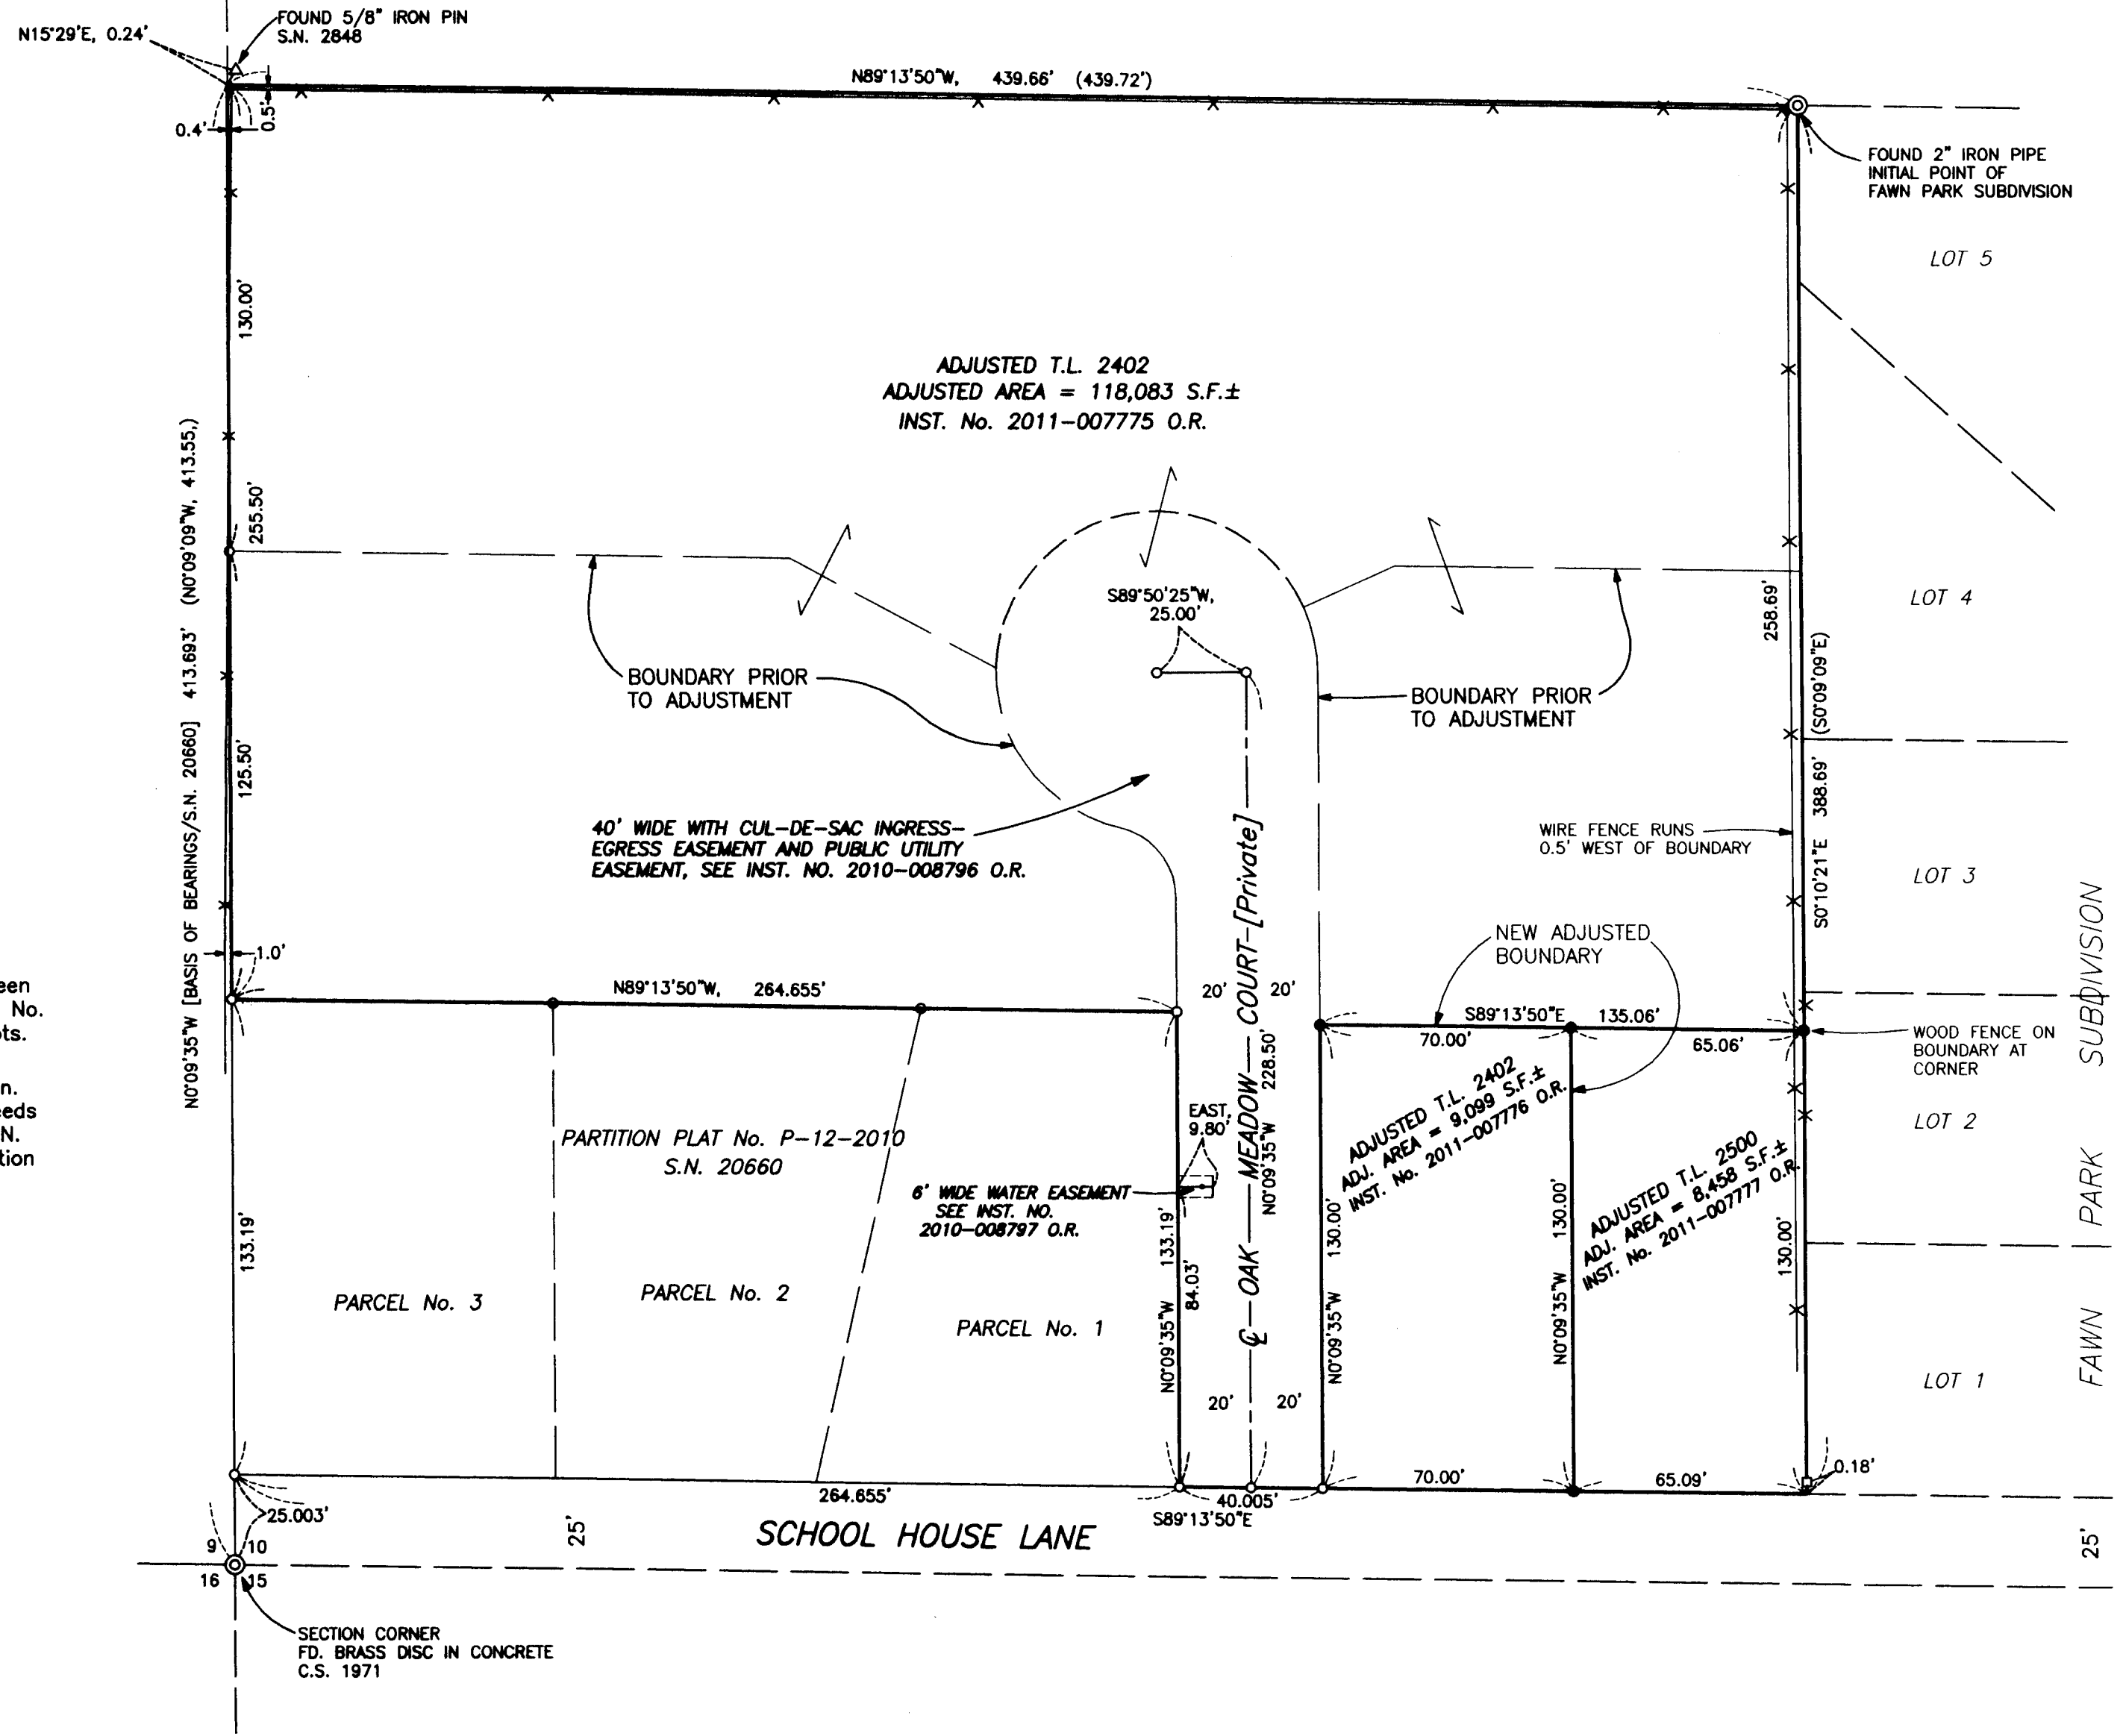 FOUND 5/8" IRON PIN
S.N. 2848
N15°29'E, 0.24'
N89°13'50"W, 439.66' (439.72')
0.4'
0.5'
FOUND 2" IRON PIPE
INITIAL POINT OF
FAWN PARK SUBDIVISION
LOT 5
130.00'
ADJUSTED T.L. 2402
ADJUSTED AREA = 118,083 S.F.±
INST. No. 2011-007775 O.R.
255.50'
N0°09'35"W [BASIS OF BEARINGS/S.N. 20660] 413.693' (N0°09'09"W, 413.55,)
S89°50'25"W,
25.00'
258.69'
LOT 4
(S0°09'09"E)
BOUNDARY PRIOR
TO ADJUSTMENT
BOUNDARY PRIOR
TO ADJUSTMENT
125.50'
40' WIDE WITH CUL-DE-SAC INGRESS-
EGRESS EASEMENT AND PUBLIC UTILITY
EASEMENT, SEE INST. NO. 2010-008796 O.R.
WIRE FENCE RUNS
0.5' WEST OF BOUNDARY
S0°10'21"E 388.69'
LOT 3
1.0'
NEW ADJUSTED
BOUNDARY
N89°13'50"W, 264.655'
20' 20'
S89°13'50"E 135.06'
70.00'
65.06'
WOOD FENCE ON
BOUNDARY AT
CORNER
een
No.
ots.
n.
eeds
N.
tion
℄ OAK MEADOW COURT-[Private]
N0°09'35"W 228.50'
EAST,
9.80'
ADJUSTED T.L. 2402
ADJ. AREA = 9,099 S.F.±
INST. No. 2011-007776 O.R.
LOT 2
PARTITION PLAT No. P-12-2010
S.N. 20660
6' WIDE WATER EASEMENT
SEE INST. NO.
2010-008797 O.R.
ADJUSTED T.L. 2500
ADJ. AREA = 8,458 S.F.±
INST. No. 2011-007777 O.R.
133.19'
N0°09'35"W 133.19'
84.03'
N0°09'35"W 130.00'
N0°09'35"W 130.00'
130.00'
PARCEL No. 3
PARCEL No. 2
PARCEL No. 1
LOT 1
FAWN PARK SUBDIVISION
20' 20'
70.00'
65.09'
0.18'
264.655'
40.005'
S89°13'50"E
25.003'
25'
SCHOOL HOUSE LANE
25'
9 10
16 15
SECTION CORNER
FD. BRASS DISC IN CONCRETE
C.S. 1971